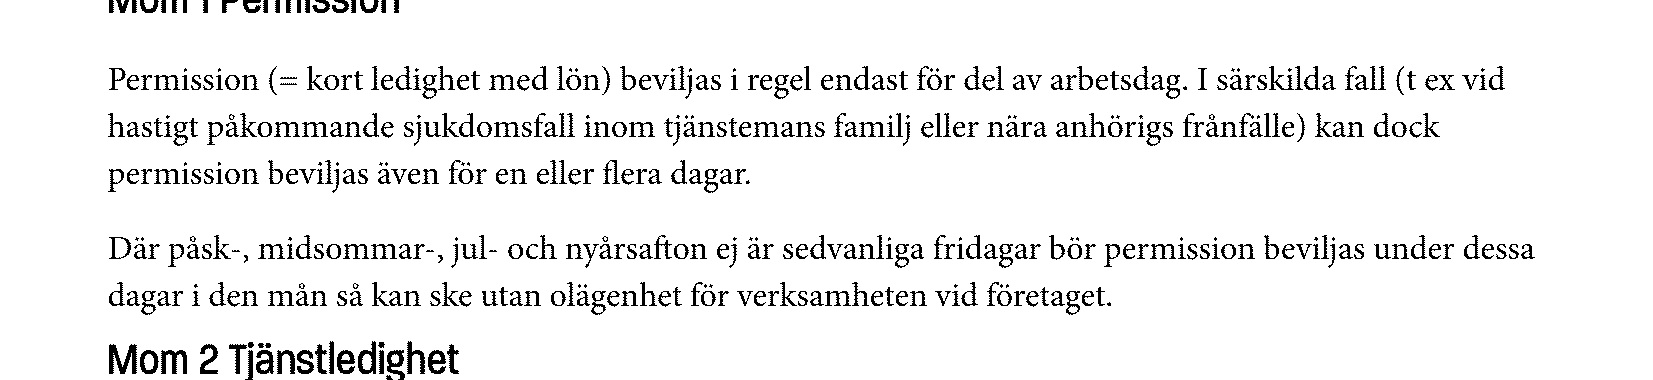 Mom 1 Permission
Permission (= kort ledighet med lön) beviljas i regel endast för del av arbetsdag. I särskilda fall (t ex vid
hastigt påkommande sjukdomsfall inom tjänstemans familj eller nära anhörigs frånfälle) kan dock
permission beviljas även för en eller flera dagar.
Där påsk-, midsommar-, jul- och nyårsafton ej är sedvanliga fridagar bör permission beviljas under dessa
dagar i den mån så kan ske utan olägenhet för verksamheten vid företaget.
Mom 2 Tjänstledighet